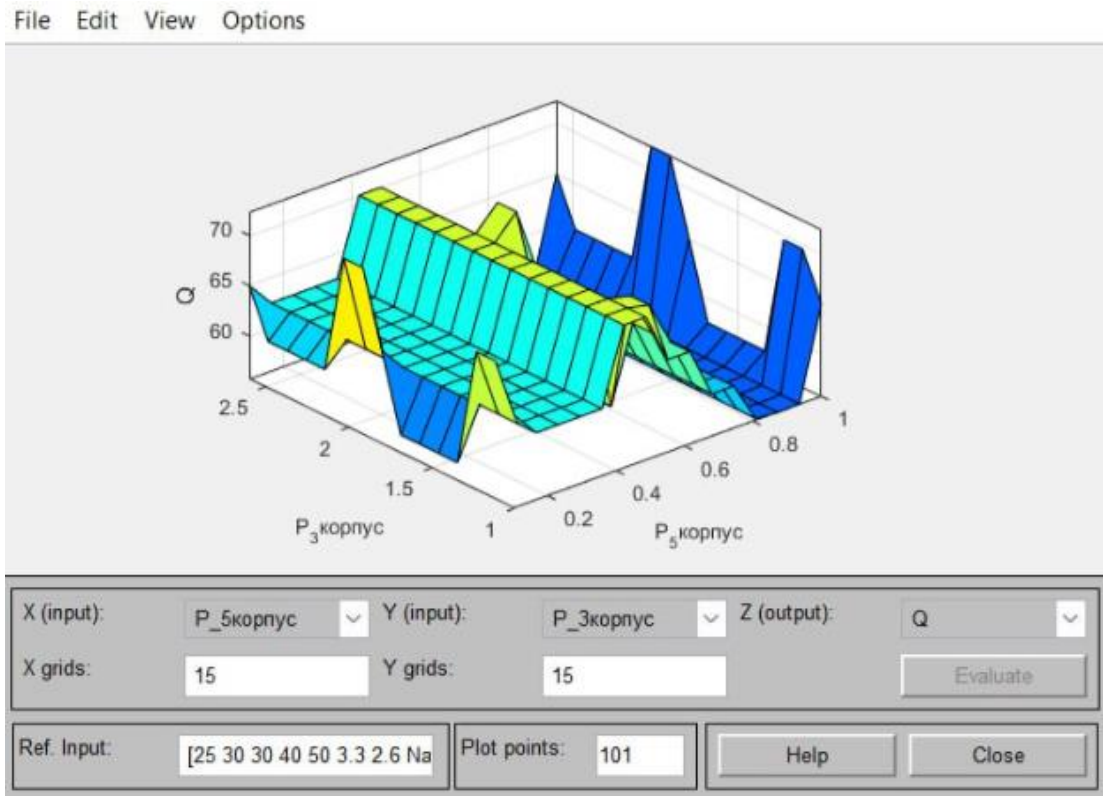 File Edit View Options
70
65
60
Q
2.5
2
1.5
1
P3корпус
0.2
0.4
0.6
0.8
1
P5корпус
X (input): P_5корпус Y (input): P_3корпус Z (output): Q
X grids: 15 Y grids: 15 Evaluate
Ref. Input: [25 30 30 40 50 3.3 2.6 Na Plot points: 101 Help Close